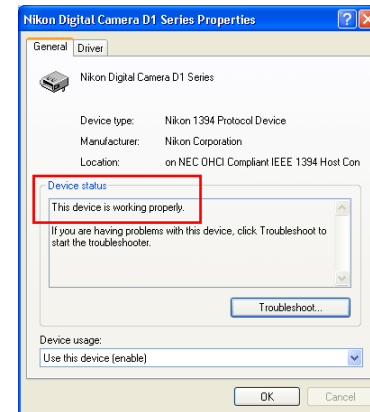 Nikon Digital Camera D1 Series Properties
General Driver
Nikon Digital Camera D1 Series
Device type: Nikon 1394 Protocol Device
Manufacturer: Nikon Corporation
Location: on NEC OHCI Compliant IEEE 1394 Host Con
Device status
This device is working properly.
If you are having problems with this device, click Troubleshoot to
start the troubleshooter.
Troubleshoot...
Device usage:
Use this device (enable)
OK Cancel